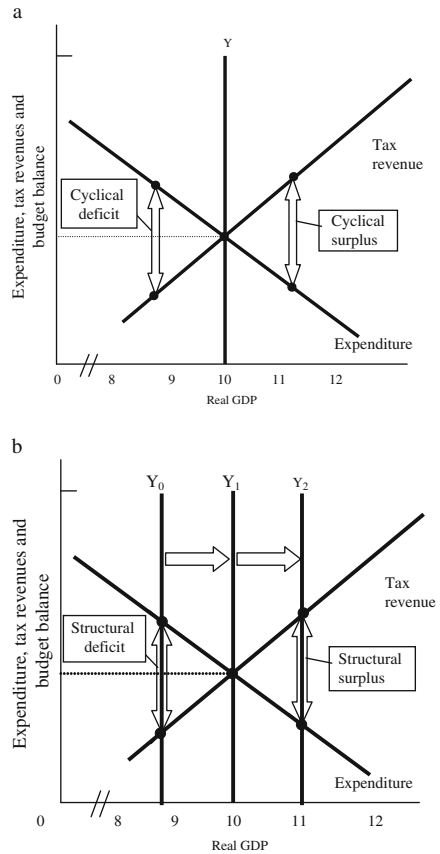 a
Y
Expenditure, tax revenues and
budget balance
Tax
revenue
Cyclical
deficit
Cyclical
surplus
Expenditure
0 8 9 10 11 12
Real GDP
b
Y0 Y1 Y2
Expenditure, tax revenues and
budget balance
Tax
revenue
Structural
deficit
Structural
surplus
Expenditure
0 8 9 10 11 12
Real GDP